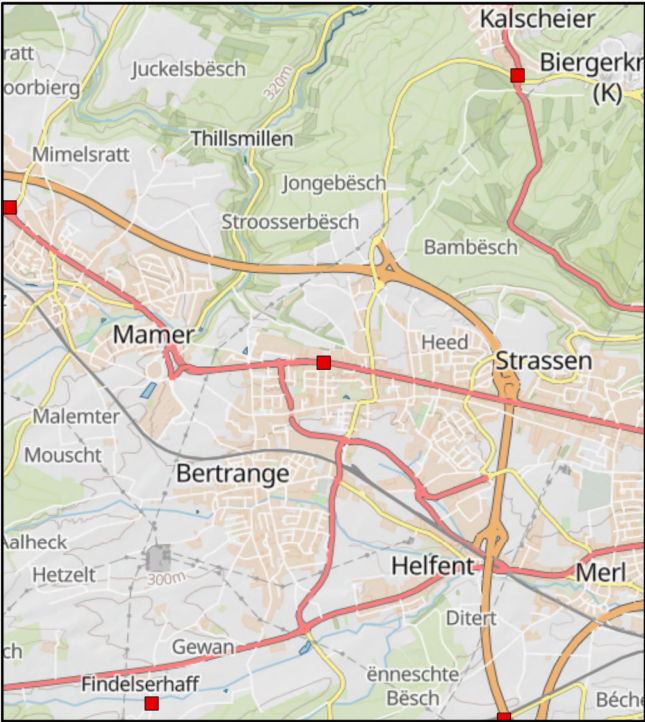 Kalscheier
ratt
Juckelsbësch
320m
Biergerkr
(K)
oorbierg
Thillsmillen
Mimelsratt
Jongebësch
Stroosserbësch
Bambësch
z
Mamer
Heed
Strassen
Malemter
Mouscht
Bertrange
Aalheck
Hetzelt
300m
Helfent
Merl
Ditert
Gewan
ch
Findelserhaff
ënneschte
Bësch
Béche